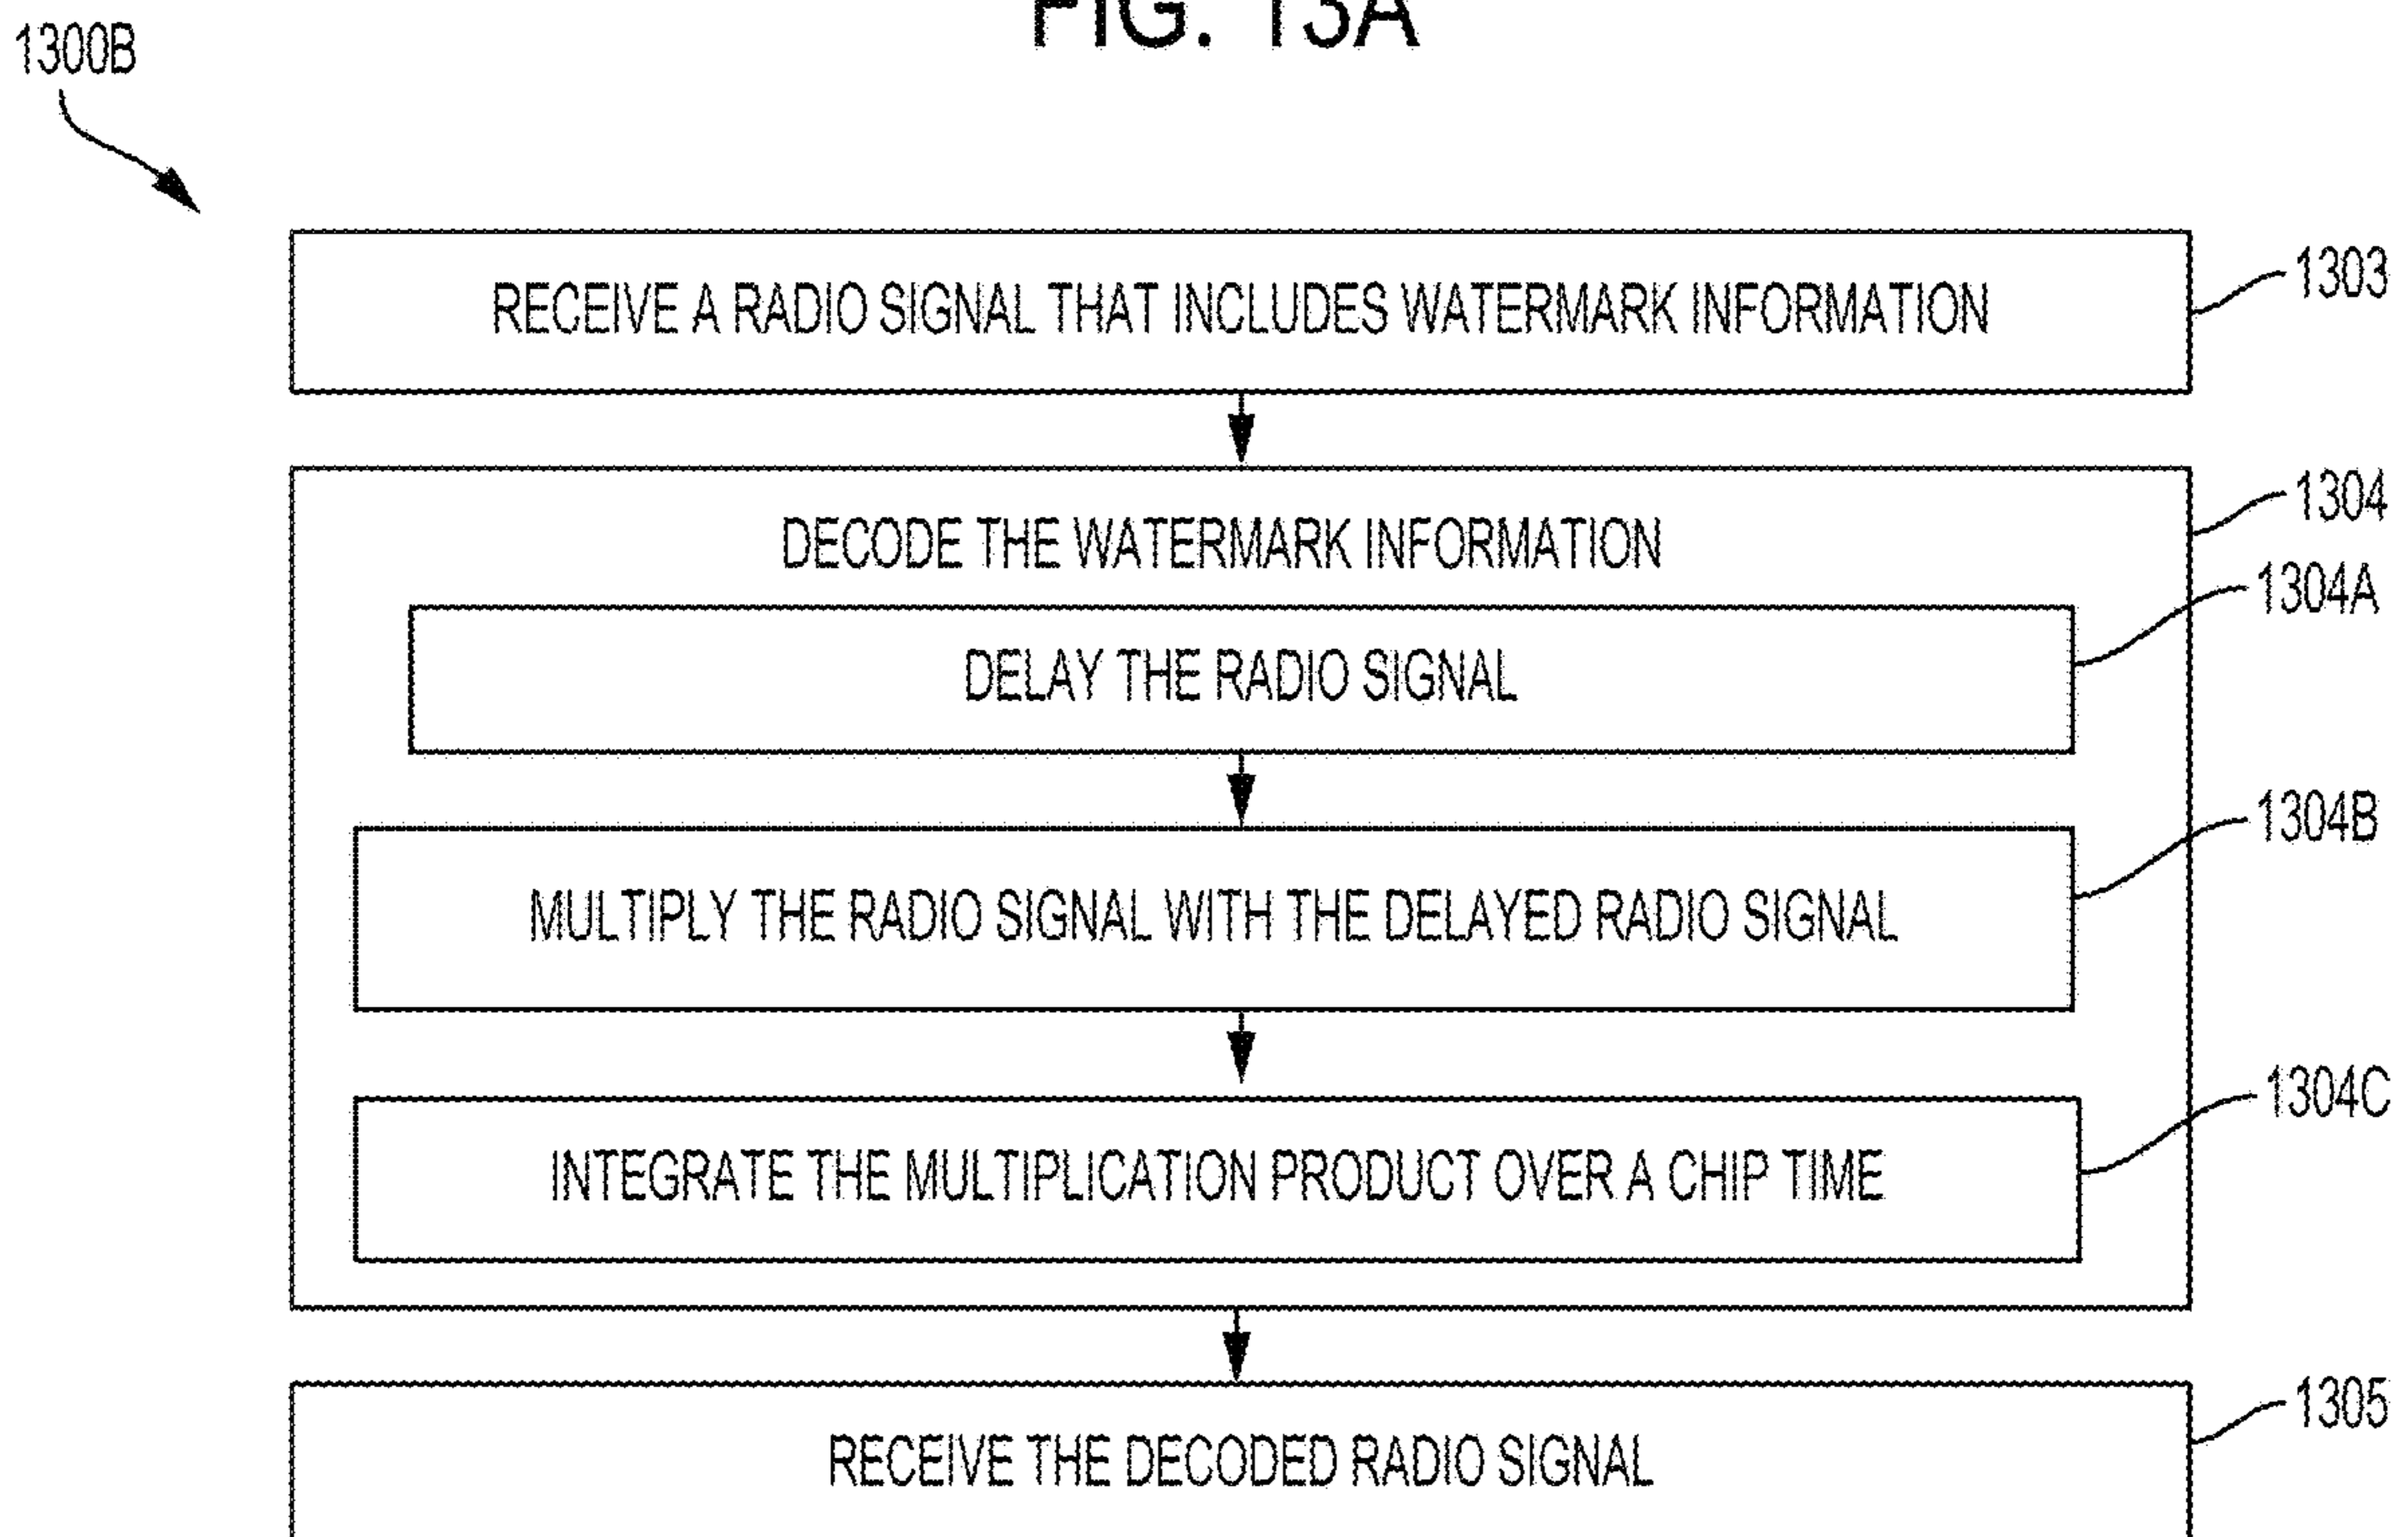 FIG. 13A
1300B
RECEIVE A RADIO SIGNAL THAT INCLUDES WATERMARK INFORMATION
1303
DECODE THE WATERMARK INFORMATION
1304
DELAY THE RADIO SIGNAL
1304A
MULTIPLY THE RADIO SIGNAL WITH THE DELAYED RADIO SIGNAL
1304B
INTEGRATE THE MULTIPLICATION PRODUCT OVER A CHIP TIME
1304C
RECEIVE THE DECODED RADIO SIGNAL
1305